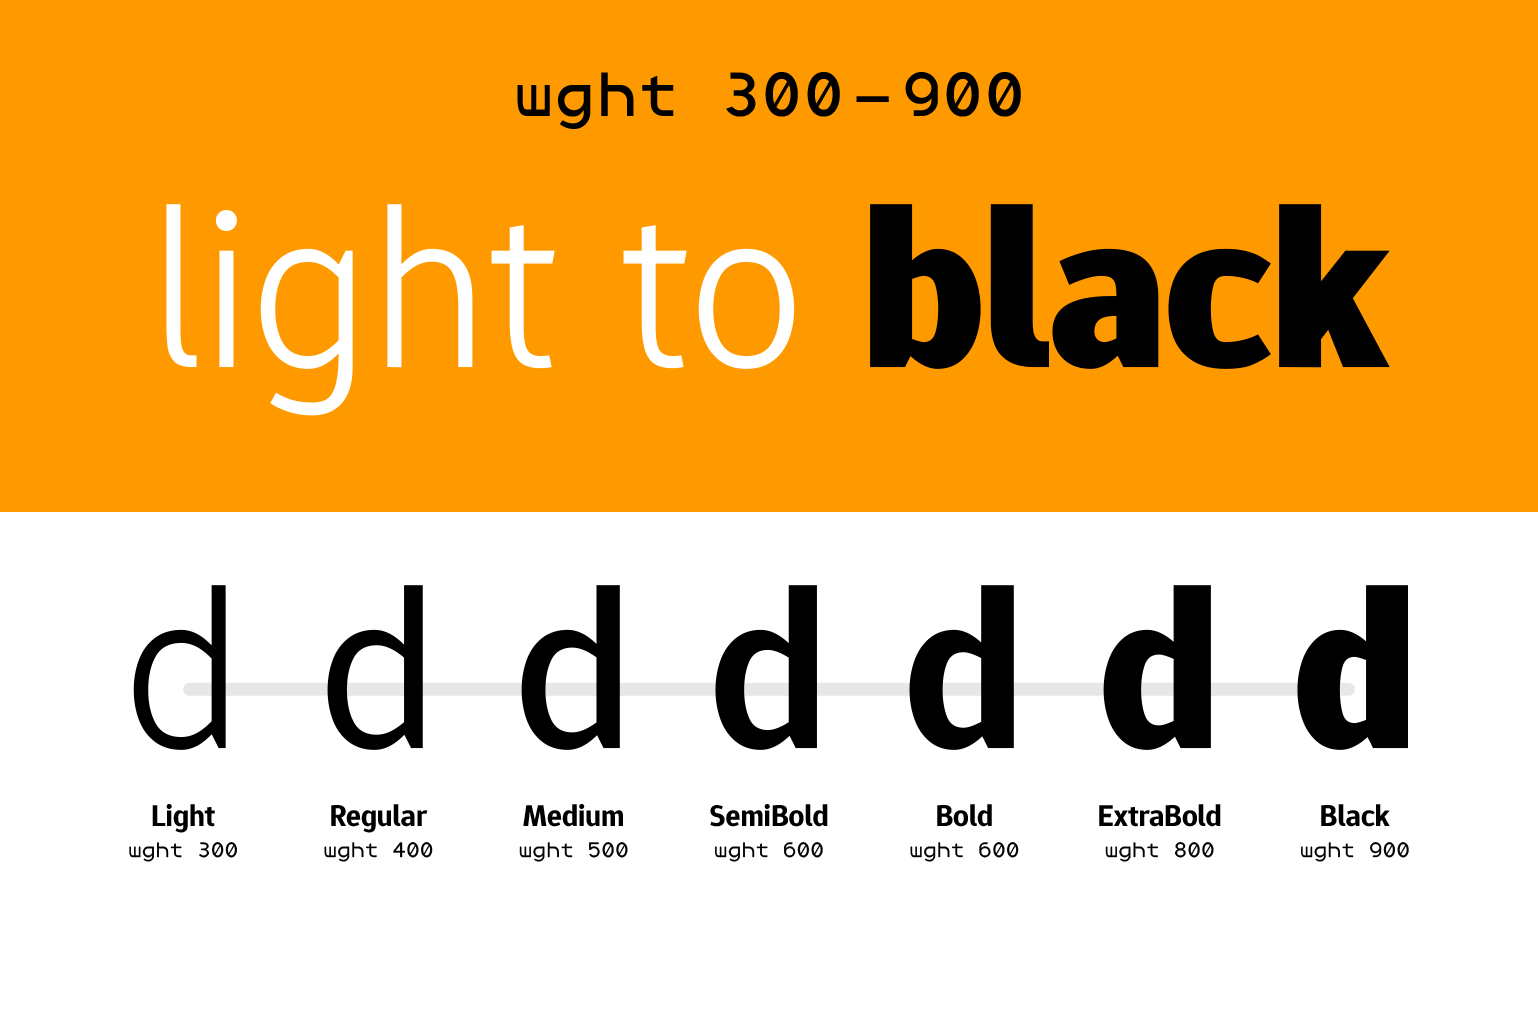 wght 300–900
light to black
d d d d d d d
Light Regular Medium SemiBold Bold ExtraBold Black
wght 300 wght 400 wght 500 wght 600 wght 600 wght 800 wght 900